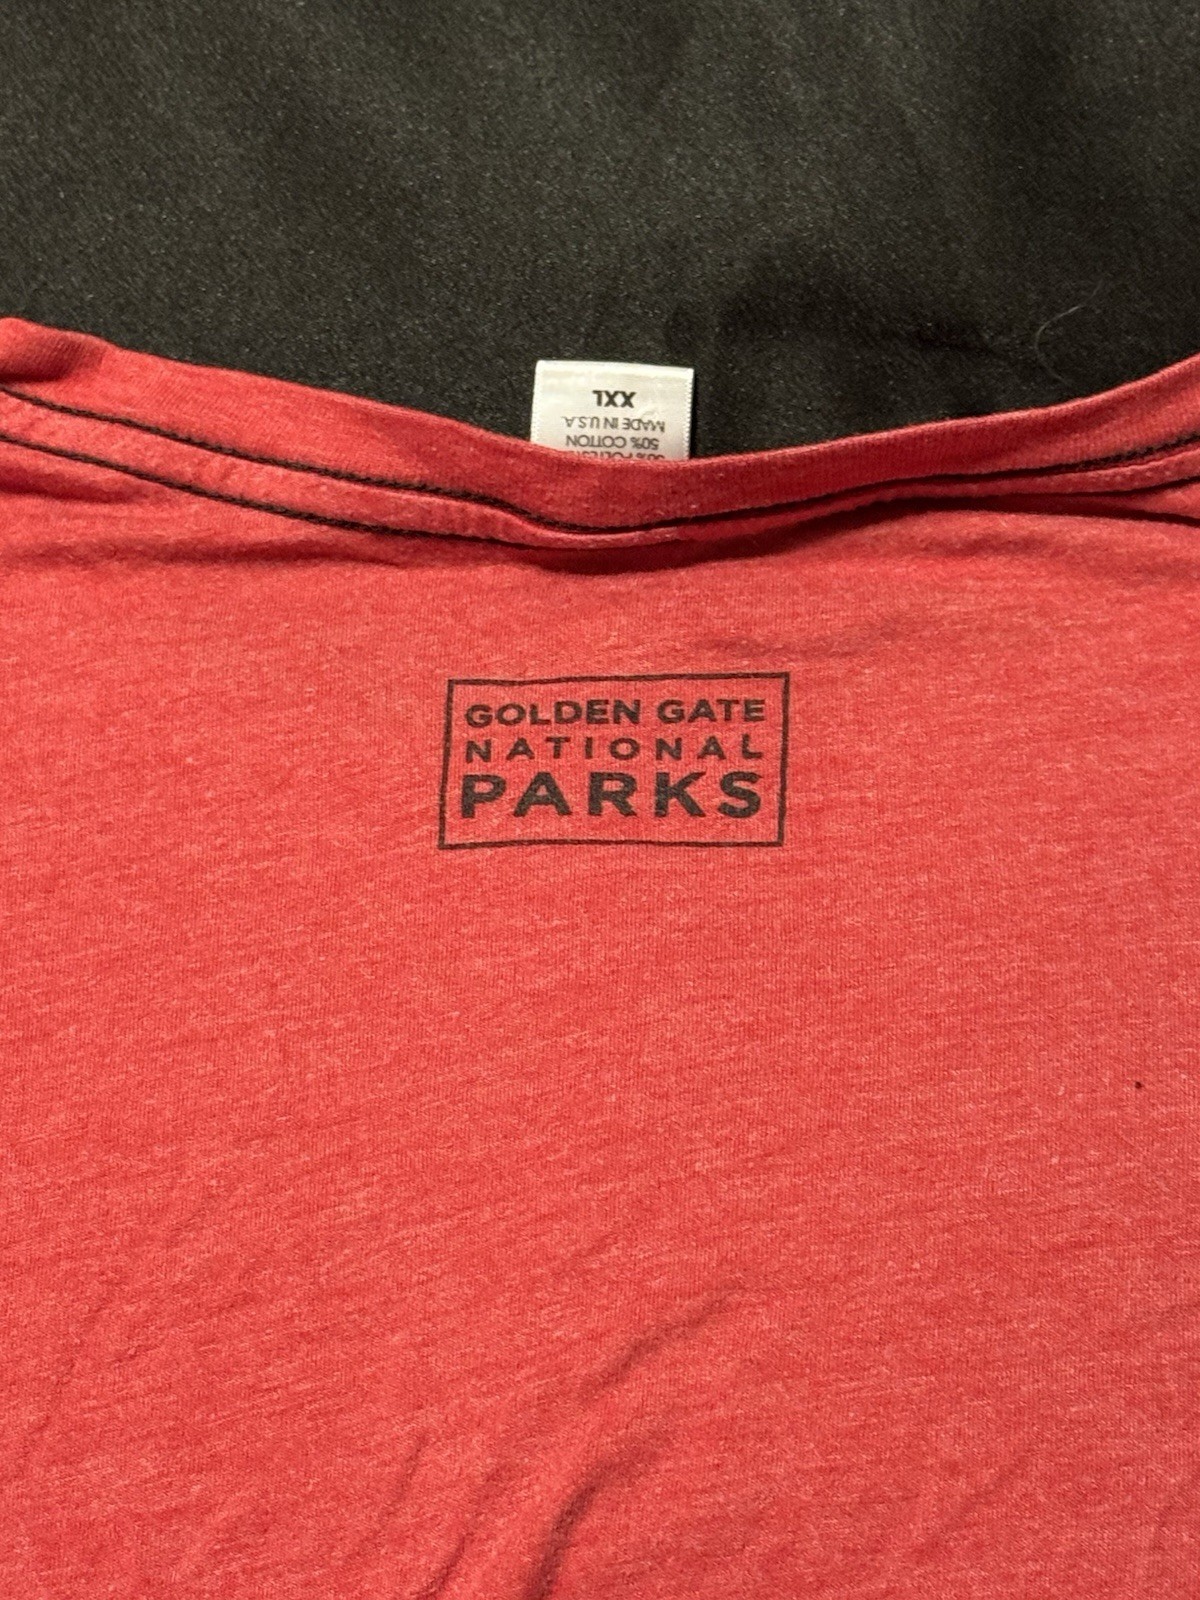 XXL
MADE IN U.S.A
50% COTTON
GOLDEN GATE
NATIONAL
PARKS